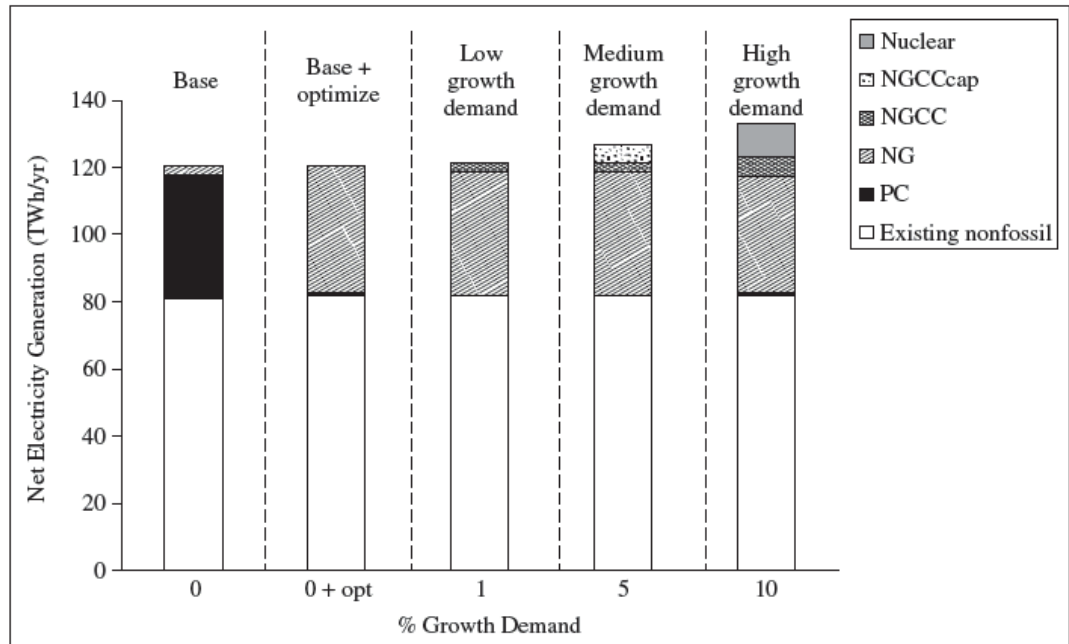 Base
Base +
optimize
Low
growth
demand
Medium
growth
demand
High
growth
demand
Nuclear
NGCCcap
NGCC
NG
PC
Existing nonfossil
Net Electricity Generation (TWh/yr)
140
120
100
80
60
40
20
0
0
0 + opt
1
5
10
% Growth Demand